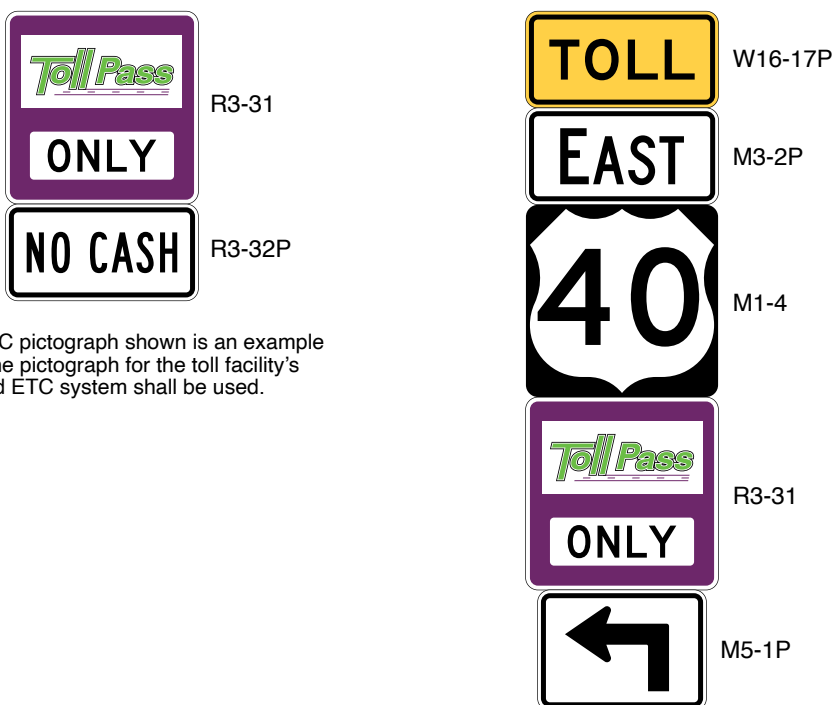 Toll Pass
ONLY
R3-31
NO CASH
R3-32P
C pictograph shown is an example
e pictograph for the toll facility's
d ETC system shall be used.
TOLL
W16-17P
EAST
M3-2P
40
M1-4
Toll Pass
ONLY
R3-31
M5-1P